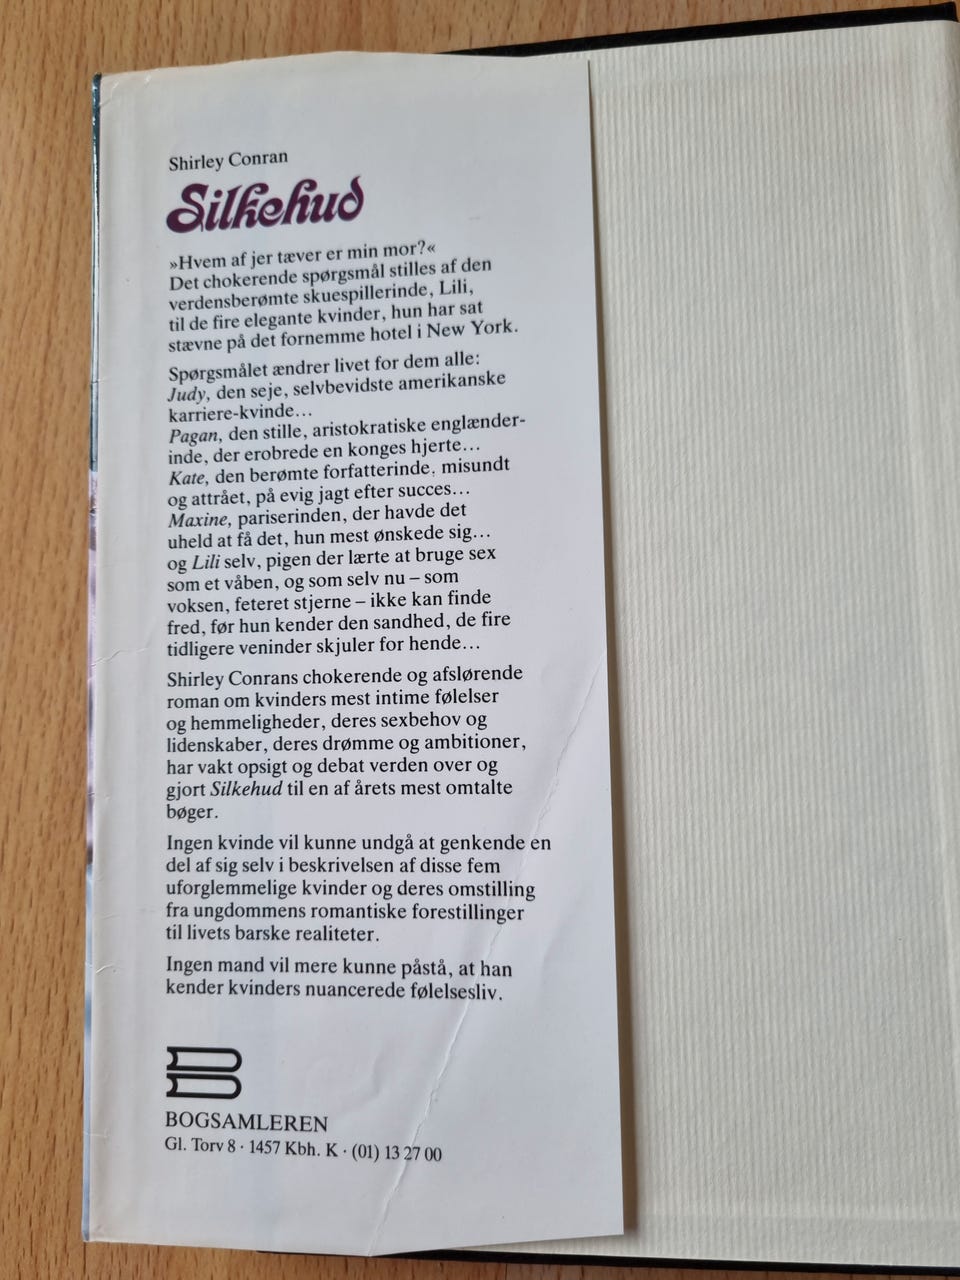 Shirley Conran
Silkehud
»Hvem af jer tæver er min mor?«
Det chokerende spørgsmål stilles af den
verdensberømte skuespillerinde, Lili,
til de fire elegante kvinder, hun har sat
stævne på det fornemme hotel i New York.
Spørgsmålet ændrer livet for dem alle:
Judy, den seje, selvbevidste amerikanske
karriere-kvinde...
Pagan, den stille, aristokratiske englænder-
inde, der erobrede en konges hjerte...
Kate, den berømte forfatterinde, misundt
og attrået, på evig jagt efter succes...
Maxine, pariserinden, der havde det
uheld at få det, hun mest ønskede sig...
og Lili selv, pigen der lærte at bruge sex
som et våben, og som selv nu – som
voksen, feteret stjerne – ikke kan finde
fred, før hun kender den sandhed, de fire
tidligere veninder skjuler for hende...
Shirley Conrans chokerende og afslørende
roman om kvinders mest intime følelser
og hemmeligheder, deres sexbehov og
lidenskaber, deres drømme og ambitioner,
har vakt opsigt og debat verden over og
gjort Silkehud til en af årets mest omtalte
bøger.
Ingen kvinde vil kunne undgå at genkende en
del af sig selv i beskrivelsen af disse fem
uforglemmelige kvinder og deres omstilling
fra ungdommens romantiske forestillinger
til livets barske realiteter.
Ingen mand vil mere kunne påstå, at han
kender kvinders nuancerede følelsesliv.
BOGSAMLEREN
Gl. Torv 8 · 1457 Kbh. K · (01) 13 27 00